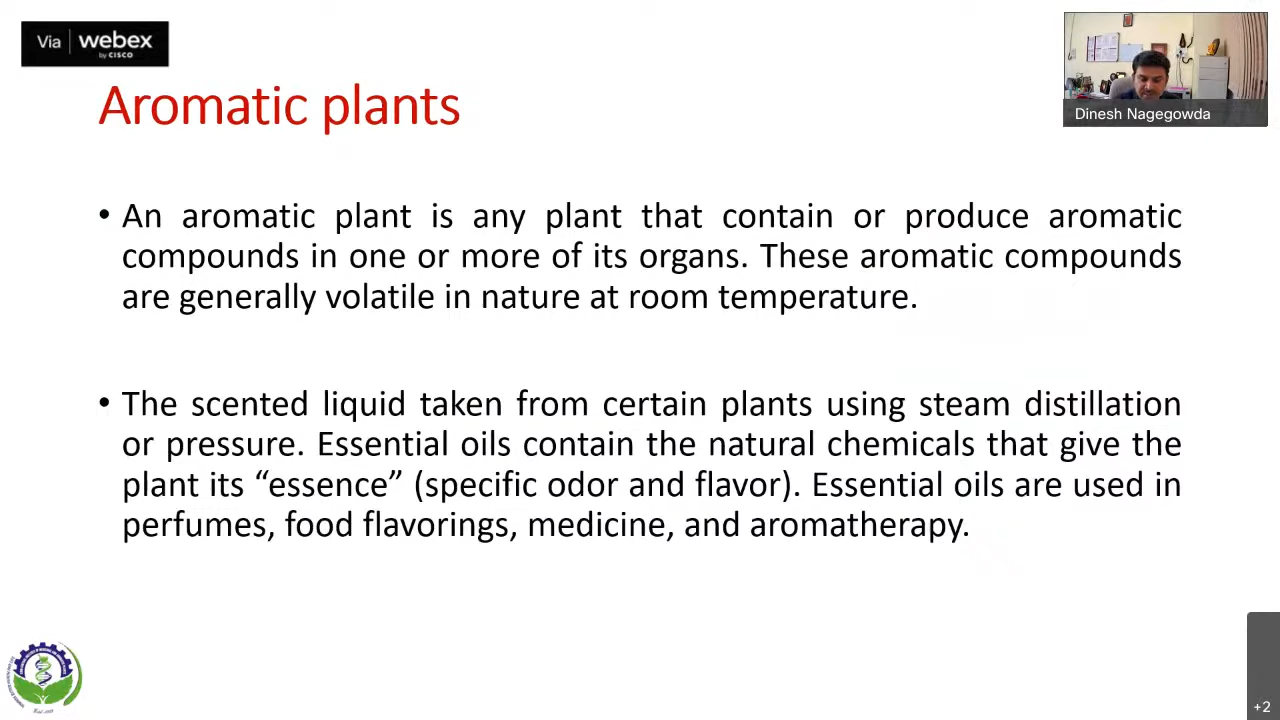 Via webex
by CISCO
Aromatic plants
Dinesh Nagegowda
• An aromatic plant is any plant that contain or produce aromatic
compounds in one or more of its organs. These aromatic compounds
are generally volatile in nature at room temperature.
• The scented liquid taken from certain plants using steam distillation
or pressure. Essential oils contain the natural chemicals that give the
plant its “essence” (specific odor and flavor). Essential oils are used in
perfumes, food flavorings, medicine, and aromatherapy.
+2